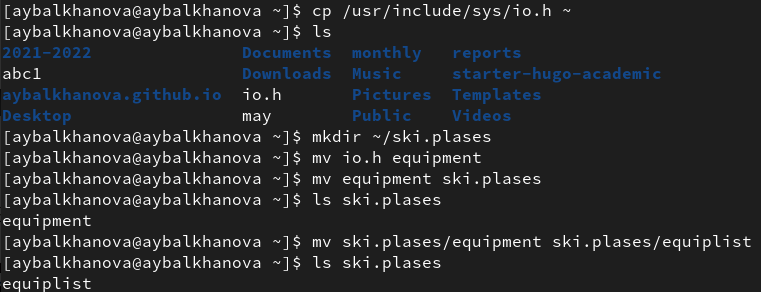 [aybalkhanova@aybalkhanova ~]$ cp /usr/include/sys/io.h ~
[aybalkhanova@aybalkhanova ~]$ ls
2021-2022 Documents monthly reports
abc1 Downloads Music starter-hugo-academic
aybalkhanova.github.io io.h Pictures Templates
Desktop may Public Videos
[aybalkhanova@aybalkhanova ~]$ mkdir ~/ski.plases
[aybalkhanova@aybalkhanova ~]$ mv io.h equipment
[aybalkhanova@aybalkhanova ~]$ mv equipment ski.plases
[aybalkhanova@aybalkhanova ~]$ ls ski.plases
equipment
[aybalkhanova@aybalkhanova ~]$ mv ski.plases/equipment ski.plases/equiplist
[aybalkhanova@aybalkhanova ~]$ ls ski.plases
equiplist